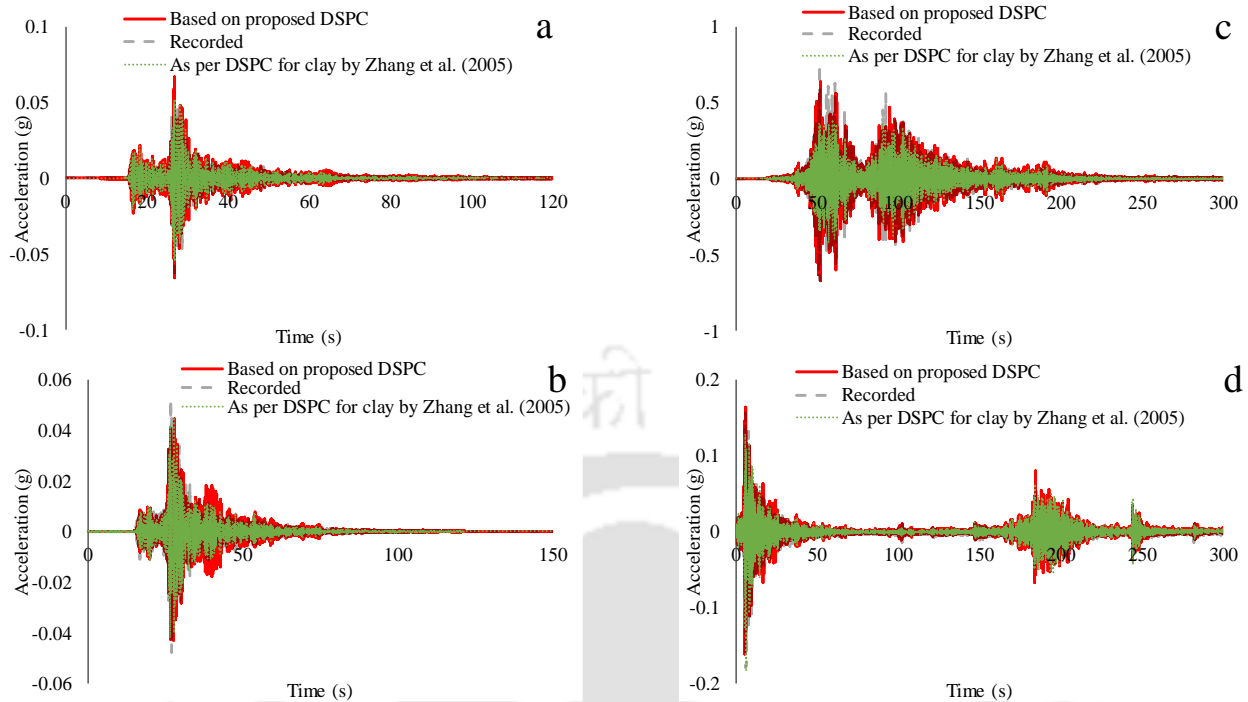 Based on proposed DSPC
Recorded
As per DSPC for clay by Zhang et al. (2005)
a
0.1
0.05
0
-0.05
-0.1
0 20 40 60 80 100 120
Acceleration (g)
Time (s)
Based on proposed DSPC
Recorded
As per DSPC for clay by Zhang et al. (2005)
c
1
0.5
0
-0.5
-1
0 50 100 150 200 250 300
Acceleration (g)
Time (s)
Based on proposed DSPC
Recorded
As per DSPC for clay by Zhang et al. (2005)
b
0.06
0.04
0.02
0
-0.02
-0.04
-0.06
0 50 100 150
Acceleration (g)
Time (s)
Based on proposed DSPC
Recorded
As per DSPC for clay by Zhang et al. (2005)
d
0.2
0.1
0
-0.1
-0.2
0 50 100 150 200 250 300
Acceleration (g)
Time (s)